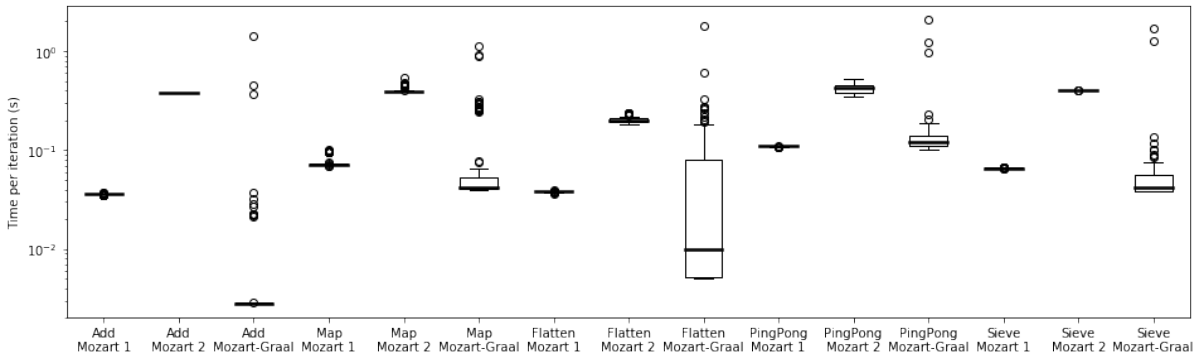 Time per iteration (s)
10⁰
10⁻¹
10⁻²
Add
Mozart 1
Add
Mozart 2
Add
Mozart-Graal
Map
Mozart 1
Map
Mozart 2
Map
Mozart-Graal
Flatten
Mozart 1
Flatten
Mozart 2
Flatten
Mozart-Graal
PingPong
Mozart 1
PingPong
Mozart 2
PingPong
Mozart-Graal
Sieve
Mozart 1
Sieve
Mozart 2
Sieve
Mozart-Graal